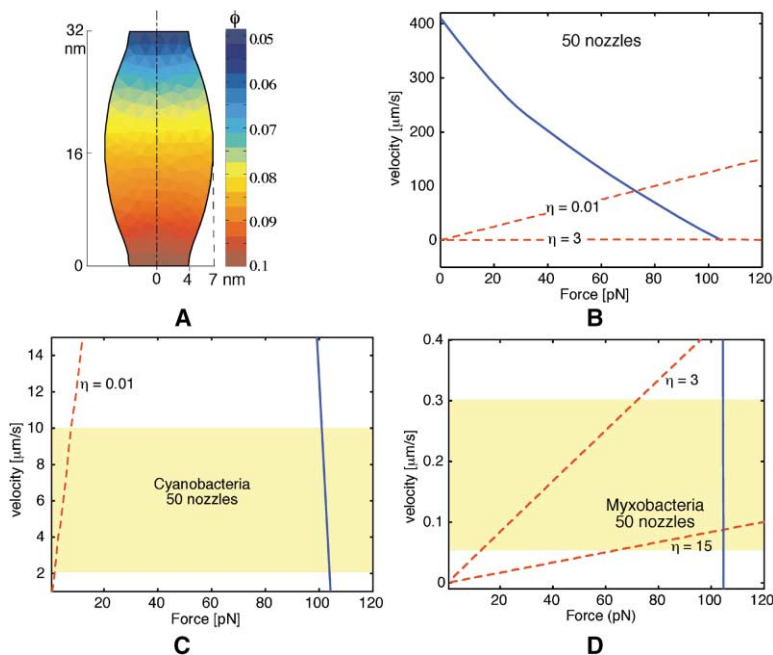 32
nm
16
0
0 4 7 nm
ϕ
0.05
0.06
0.07
0.08
0.09
0.1
A
50 nozzles
velocity [μm/s]
400
300
200
100
0
η = 0.01
η = 3
0 20 40 60 80 100 120
Force [pN]
B
velocity [μm/s]
14
12
10
8
6
4
2
η = 0.01
Cyanobacteria
50 nozzles
20 40 60 80 100 120
Force [pN]
C
velocity [μm/s]
0.4
0.3
0.2
0.1
0
η = 3
Myxobacteria
50 nozzles
η = 15
0 20 40 60 80 100 120
Force (pN)
D